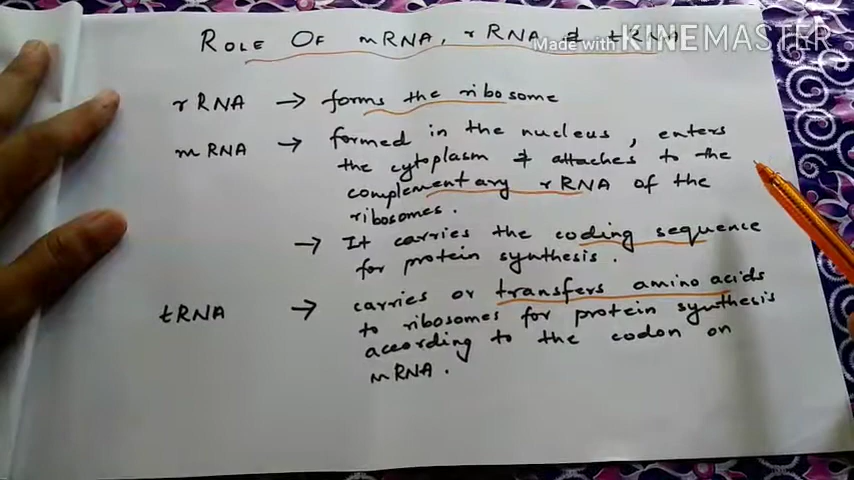 ROLE OF mRNA, rRNA & tRNA
Made with KINEMASTER
rRNA → forms the ribosome
mRNA → formed in the nucleus, enters
the cytoplasm & attaches to the
complementary rRNA of the
ribosomes.
→ It carries the coding sequence
for protein synthesis.
tRNA → carries or transfers amino acids
to ribosomes for protein synthesis
according to the codon on
mRNA.